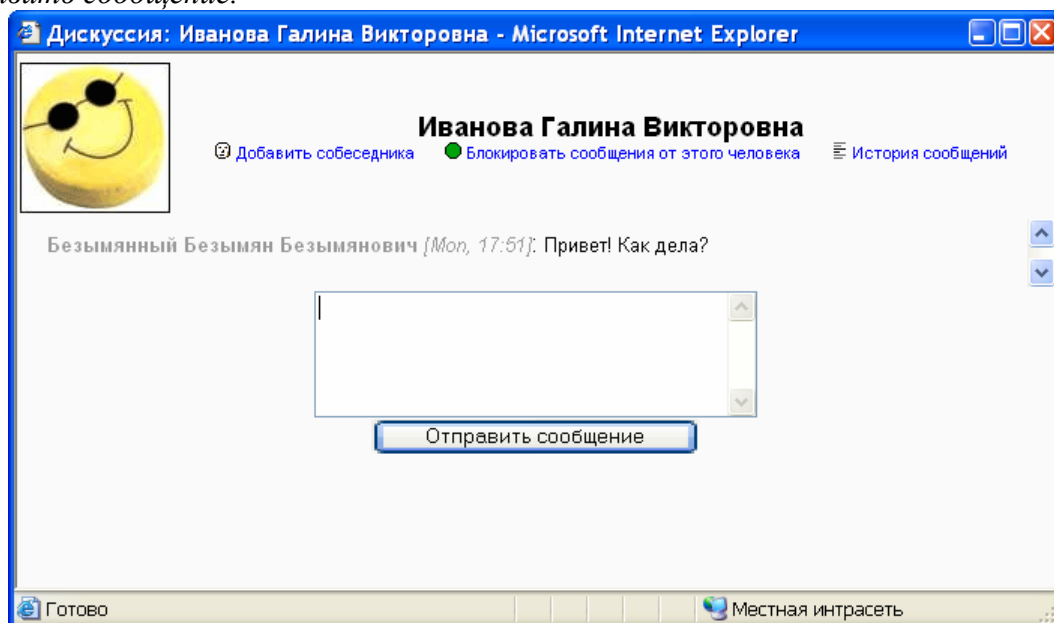 сообщение.
Дискуссия: Иванова Галина Викторовна - Microsoft Internet Explorer
Иванова Галина Викторовна
Добавить собеседника Блокировать сообщения от этого человека История сообщений
Безымянный Безымян Безымянович [Mon, 17:51]: Привет! Как дела?
Отправить сообщение
Готово Местная интрасеть